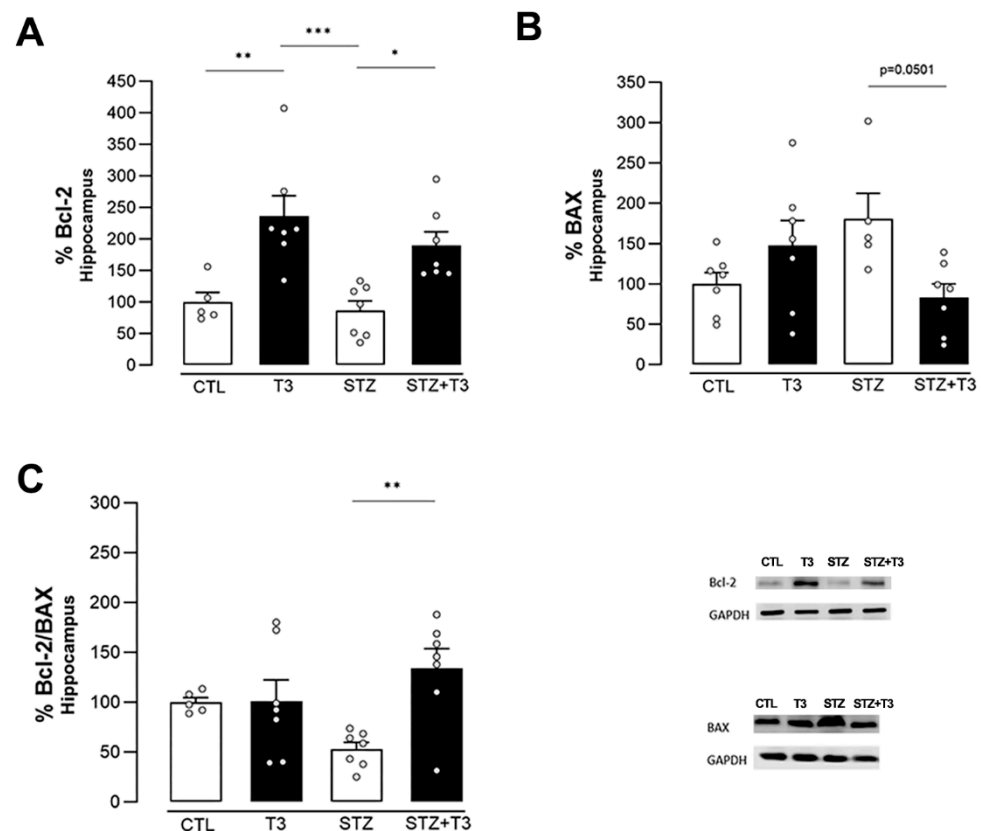 A
**
***
*
450
400
350
300
250
200
150
100
50
0
% Bcl-2
Hippocampus
CTL T3 STZ STZ+T3
B
p=0.0501
350
300
250
200
150
100
50
0
% BAX
Hippocampus
CTL T3 STZ STZ+T3
C
**
300
250
200
150
100
50
0
% Bcl-2/BAX
Hippocampus
CTL T3 STZ STZ+T3
CTL T3 STZ STZ+T3
Bcl-2
GAPDH
CTL T3 STZ STZ+T3
BAX
GAPDH